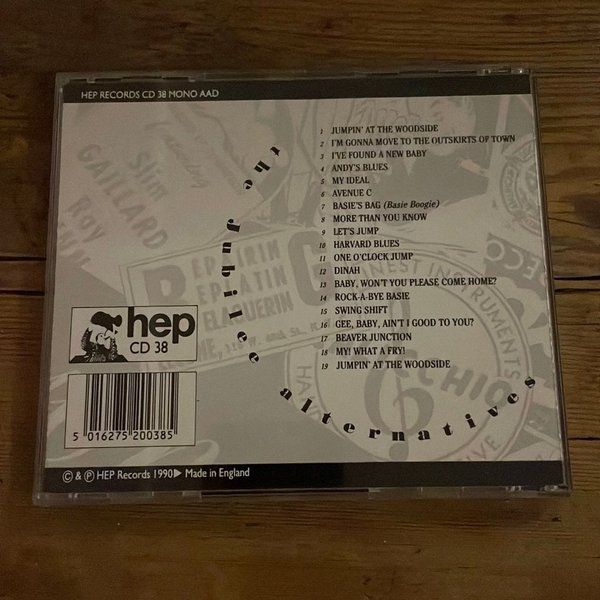 HEP RECORDS CD 38 MONO AAD
1 JUMPIN' AT THE WOODSIDE
2 I'M GONNA MOVE TO THE OUTSKIRTS OF TOWN
3 I'VE FOUND A NEW BABY
4 ANDY'S BLUES
5 MY IDEAL
6 AVENUE C
7 BASIE'S BAG (Basie Boogie)
8 MORE THAN YOU KNOW
9 LET'S JUMP
10 HARVARD BLUES
11 ONE O'CLOCK JUMP
12 DINAH
13 BABY, WON'T YOU PLEASE COME HOME?
14 ROCK-A-BYE BASIE
15 SWING SHIFT
16 GEE, BABY, AIN'T I GOOD TO YOU?
17 BEAVER JUNCTION
18 MY! WHAT A FRY!
19 JUMPIN' AT THE WOODSIDE
the Jubilee alternatives
hep
CD 38
5 016275 200385
© & ℗ HEP Records 1990 ▶ Made in England